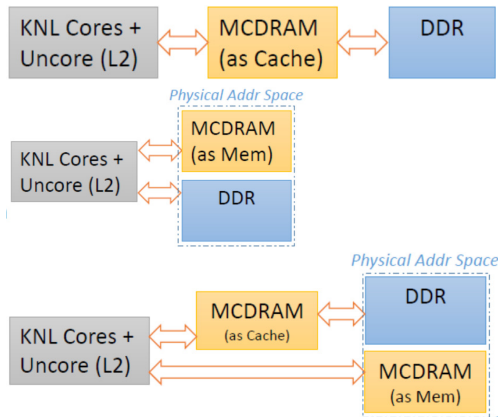 KNL Cores +
Uncore (L2)
MCDRAM
(as Cache)
DDR
Physical Addr Space
KNL Cores +
Uncore (L2)
MCDRAM
(as Mem)
DDR
Physical Addr Space
KNL Cores +
Uncore (L2)
MCDRAM
(as Cache)
DDR
MCDRAM
(as Mem)